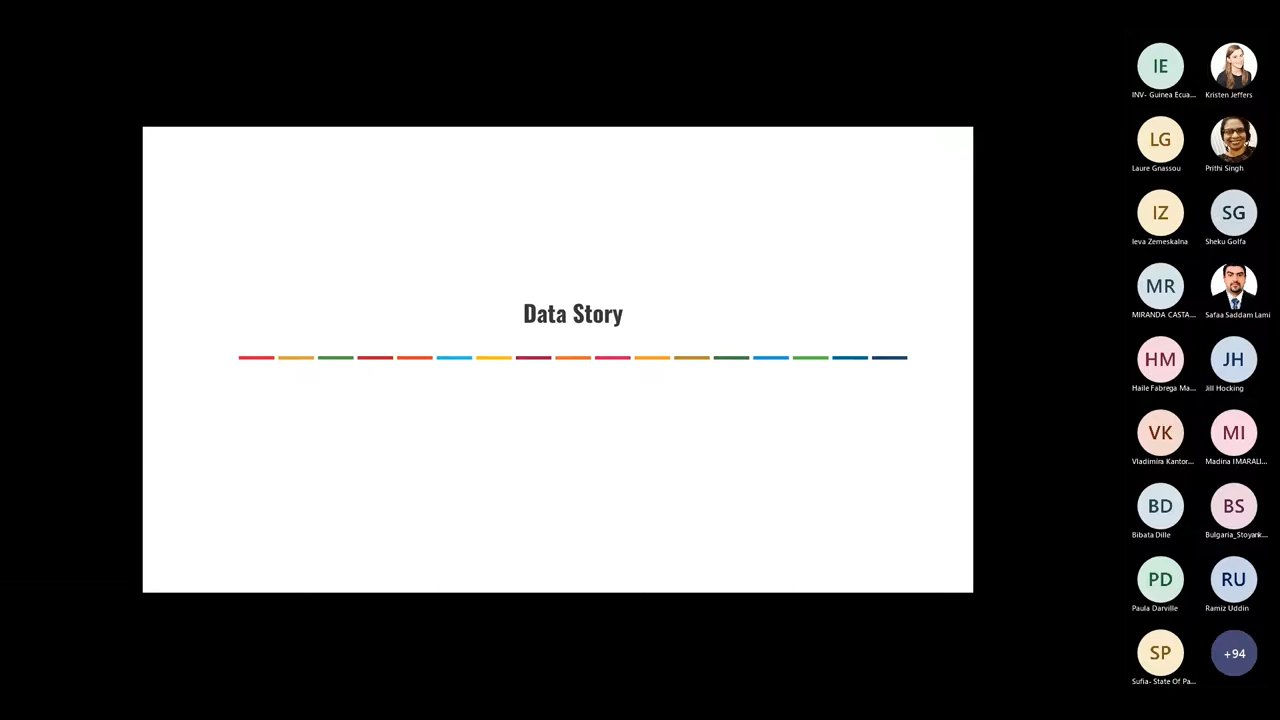 Data Story
IE
INV- Guinea Ecua...
Kristen Jeffers
LG
Laure Gnassou
Prithi Singh
IZ
Ieva Zemeskalna
SG
Sheku Golfa
MR
MIRANDA CASTA...
Safaa Saddam Lami
HM
Haile Fabrega Ma...
JH
Jill Hocking
VK
Vladimira Kantor...
MI
Madina IMARALI...
BD
Bibata Dille
BS
Bulgaria_Stoyank...
PD
Paula Darville
RU
Ramiz Uddin
SP
Sufia- State Of Pa...
+94